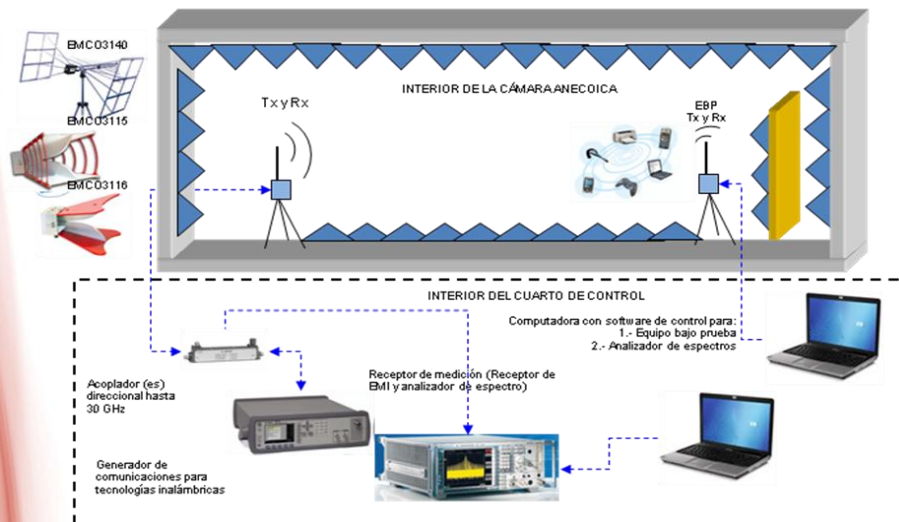 EMCO3140
EMCO3115
EMCO3116
INTERIOR DE LA CÁMARA ANECOICA
Tx y Rx
EBP
Tx y Rx
INTERIOR DEL CUARTO DE CONTROL
Computadora con software de control para:
1.- Equipo bajo prueba
2.- Analizador de espectros
Acoplador (es)
direccional hasta
30 GHz
Receptor de medición (Receptor de
EMI y analizador de espectro)
Generador de
comunicaciones para
tecnologías inalámbricas